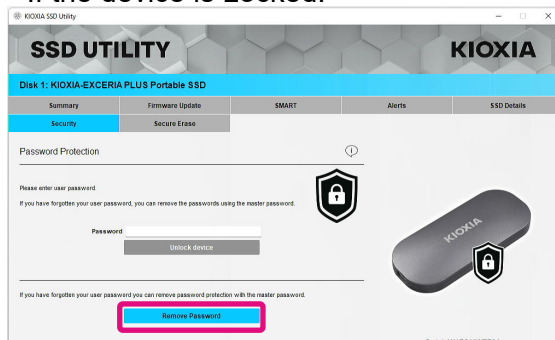 If the device is Locked:
KIOXIA SSD Utility
SSD UTILITY
KIOXIA
Disk 1: KIOXIA-EXCERIA PLUS Portable SSD
Summary
Firmware Update
SMART
Alerts
SSD Details
Security
Secure Erase
Password Protection
Please enter user password.
If you have forgotten your user password, you can remove the passwords using the master password.
Password
Unlock device
KIOXIA
If you have forgotten your user password you can remove password protection with the master password.
Remove Password